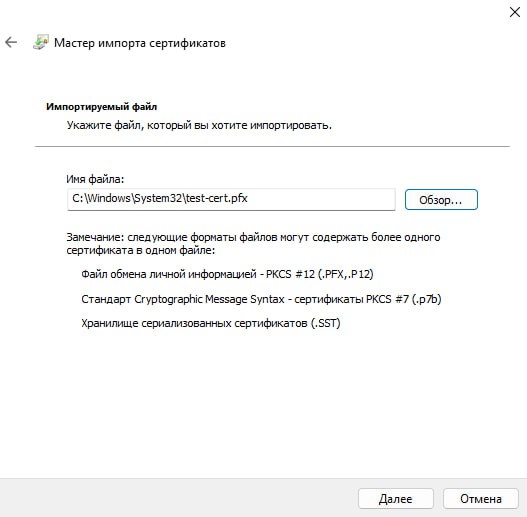 Мастер импорта сертификатов
Импортируемый файл
Укажите файл, который вы хотите импортировать.
Имя файла:
C:\Windows\System32\test-cert.pfx
Обзор...
Замечание: следующие форматы файлов могут содержать более одного
сертификата в одном файле:
Файл обмена личной информацией - PKCS #12 (.PFX,.P12)
Стандарт Cryptographic Message Syntax - сертификаты PKCS #7 (.p7b)
Хранилище сериализованных сертификатов (.SST)
Далее
Отмена